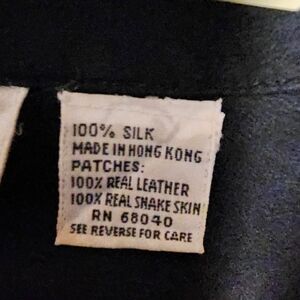 100% SILK
MADE IN HONG KONG
PATCHES:
100% REAL LEATHER
100% REAL SNAKE SKIN
RN 68040
SEE REVERSE FOR CARE